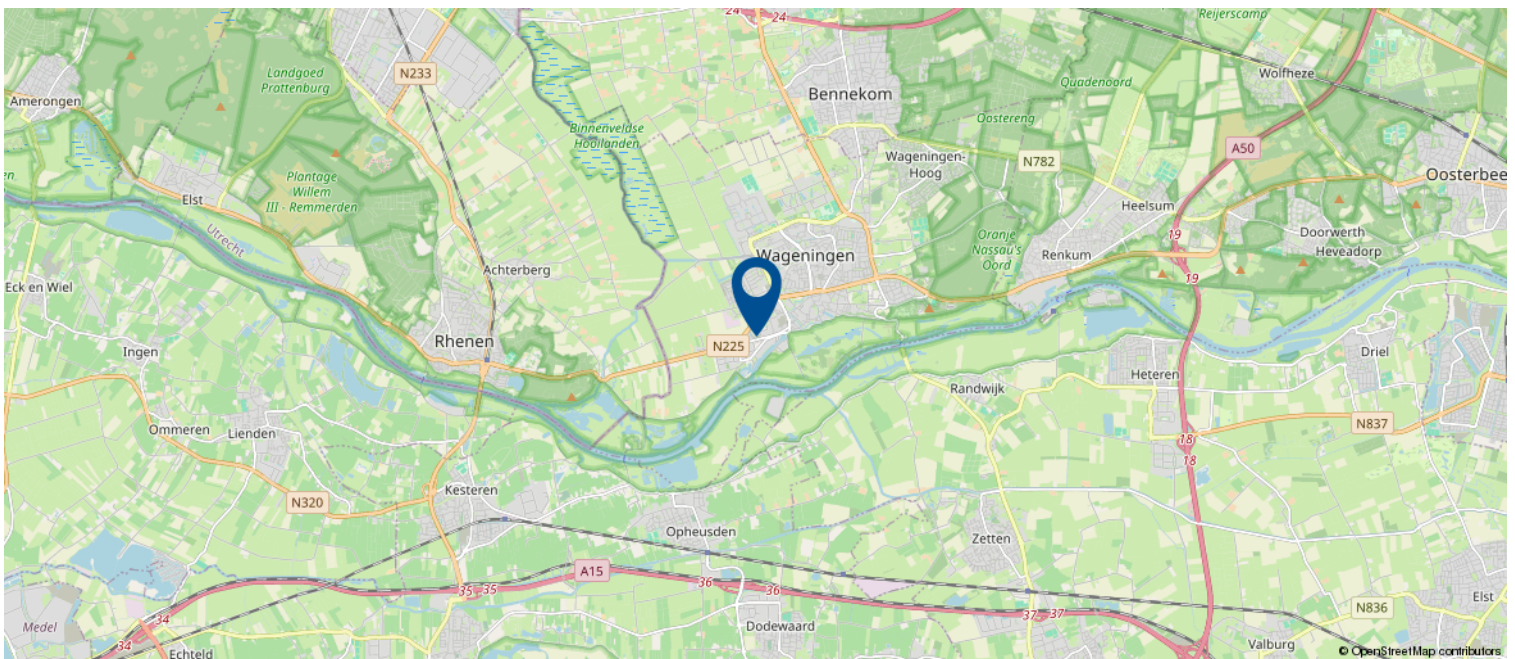 24
24
Reijerscamp
Landgoed
Prattenburg
N233
Wolfheze
Quadenoord
Amerongen
Bennekom
Oostereng
Binnenveldse
Hooilanden
A50
Wageningen-
Hoog
N782
en
Plantage
Willem
III - Remmerden
Oosterbee
Elst
Heelsum
Utrecht
19
Oranje
Nassau's
Oord
Doorwerth
Heveadorp
Renkum
Wageningen
Achterberg
19
Eck en Wiel
Rhenen
N225
Ingen
Driel
Heteren
Randwijk
Ommeren
Lienden
N837
18
18
Kesteren
N320
Opheusden
Zetten
A15
35
35
36
36
Elst
N836
37
37
34
Medel
34
Dodewaard
Echteld
Valburg
© OpenStreetMap contributors